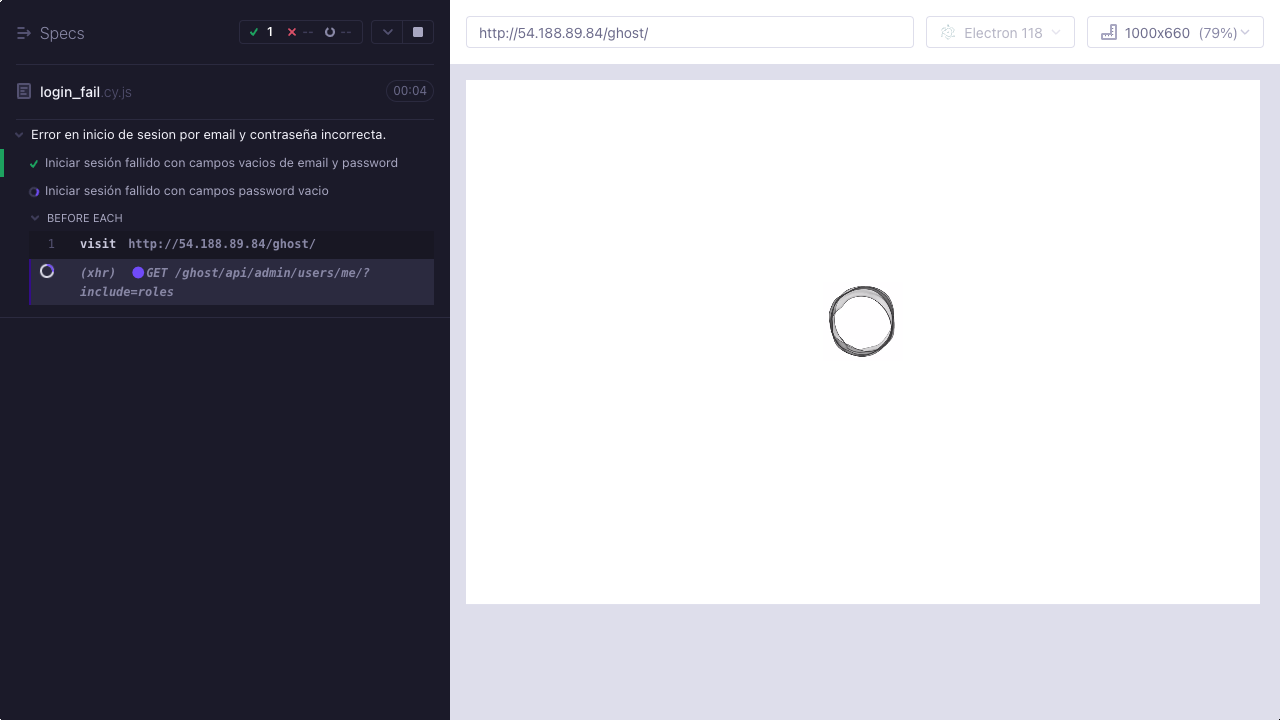 Specs
1 -- --
login_fail.cy.js 00:04
Error en inicio de sesion por email y contraseña incorrecta.
Iniciar sesión fallido con campos vacios de email y password
Iniciar sesión fallido con campos password vacio
BEFORE EACH
1 visit http://54.188.89.84/ghost/
(xhr) GET /ghost/api/admin/users/me/?
include=roles
http://54.188.89.84/ghost/
Electron 118
1000x660 (79%)